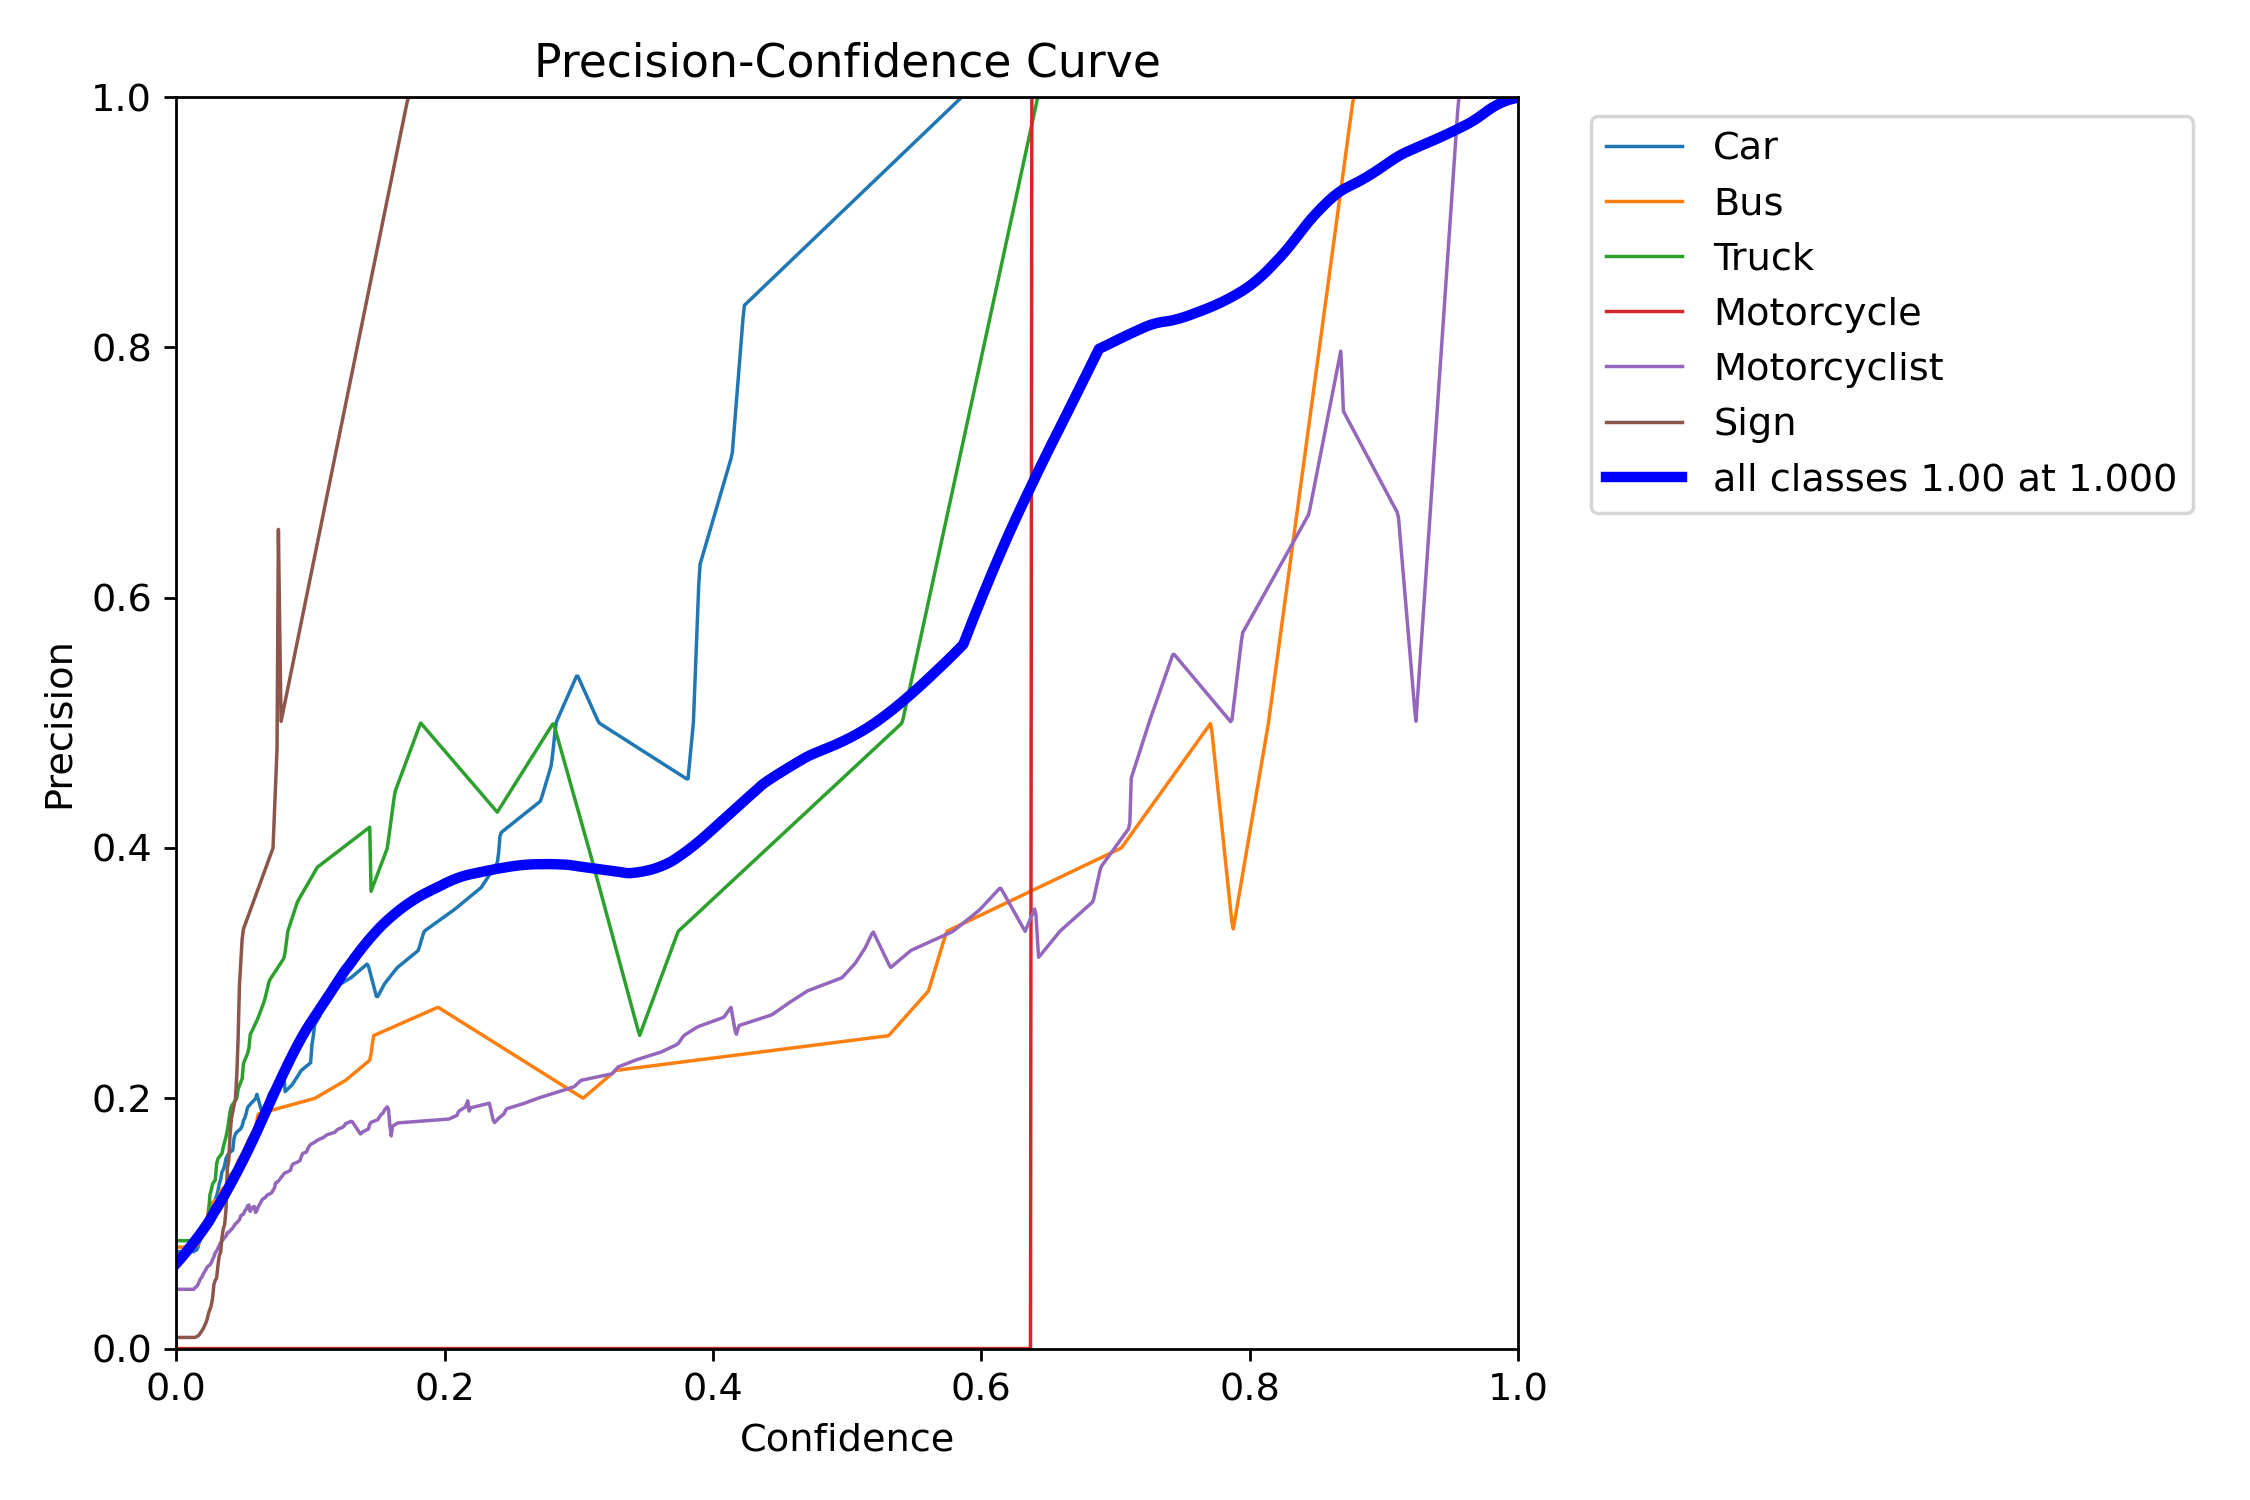 Precision-Confidence Curve
1.0
0.8
0.6
0.4
0.2
0.0
Precision
0.0 0.2 0.4 0.6 0.8 1.0
Confidence
Car
Bus
Truck
Motorcycle
Motorcyclist
Sign
all classes 1.00 at 1.000